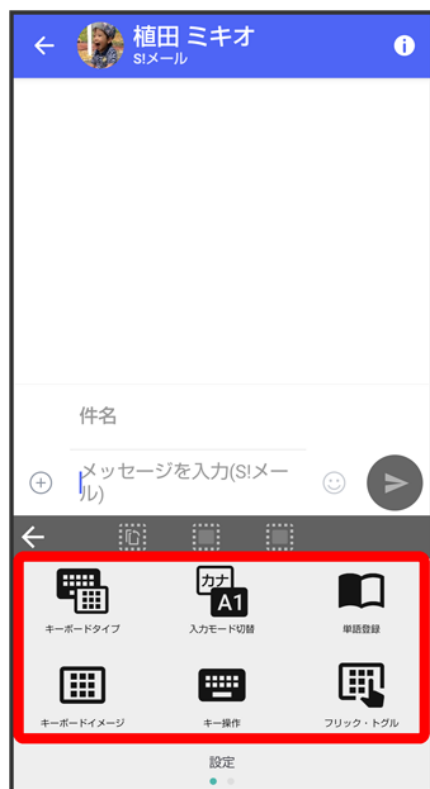 植田 ミキオ
S!メール
件名
メッセージを入力(S!メー
ル)
カナ
A1
キーボードタイプ
入力モード切替
単語登録
キーボードイメージ
キー操作
フリック・トグル
設定